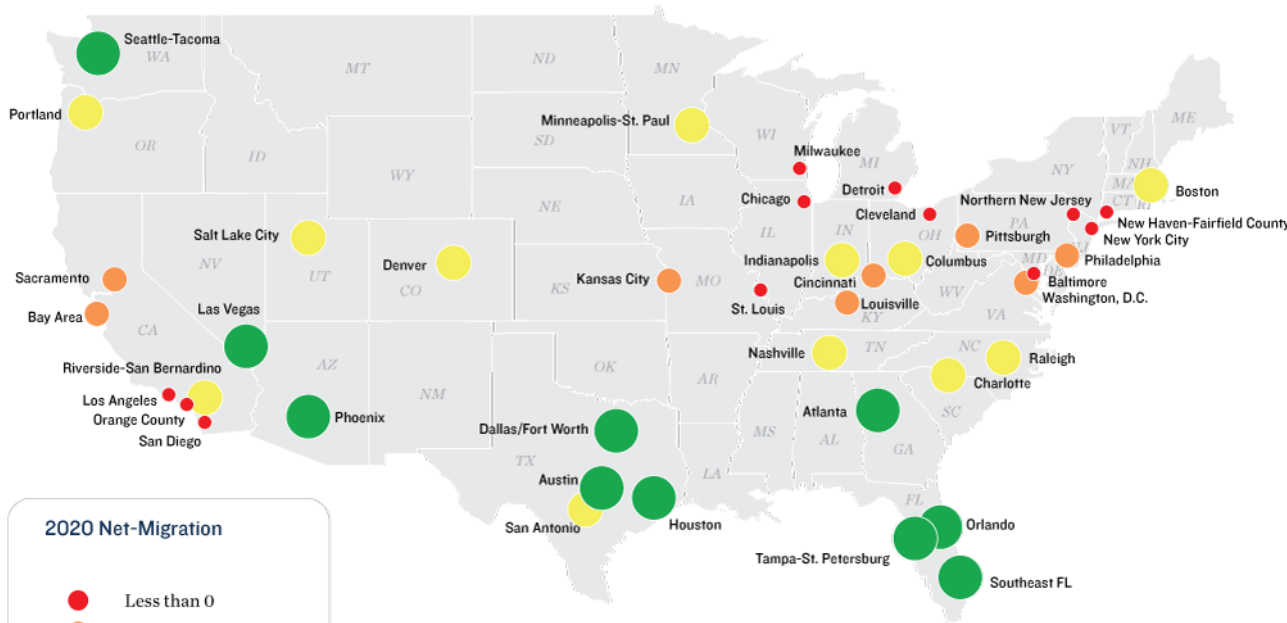 Seattle-Tacoma
WA
MT
ND
MN
Portland
OR
ID
WY
SD
Minneapolis-St. Paul
WI
MI
VT
ME
NH
NY
MA
CT
RI
Boston
Milwaukee
Detroit
Chicago
Cleveland
Northern New Jersey
New Haven-Fairfield County
New York City
IA
NE
IL
IN
OH
PA
NJ
Pittsburgh
Philadelphia
Salt Lake City
NV
UT
Denver
CO
Sacramento
Bay Area
CA
Las Vegas
KS
Kansas City
MO
St. Louis
Indianapolis
Columbus
Cincinnati
Louisville
KY
WV
MD
DE
Baltimore
Washington, D.C.
VA
Riverside-San Bernardino
Los Angeles
Orange County
San Diego
AZ
Phoenix
NM
OK
AR
Nashville
TN
NC
Raleigh
Charlotte
SC
Dallas/Fort Worth
TX
Austin
San Antonio
Houston
LA
MS
AL
Atlanta
GA
FL
Orlando
Tampa-St. Petersburg
Southeast FL
2020 Net-Migration
Less than 0